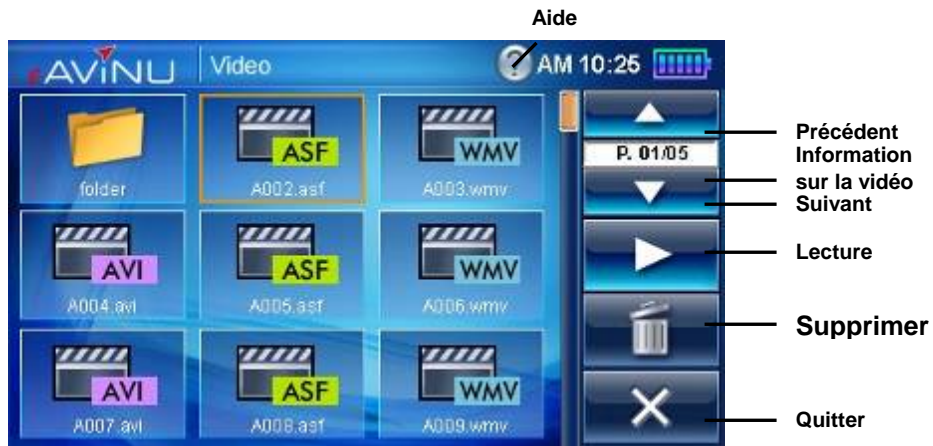 Aide
AVINU Video ? AM 10:25
ASF WMV
folder A002.asf A003.wmv
AVI ASF WMV
A004.avi A005.asf A006.wmv
AVI ASF WMV
A007.avi A008.asf A009.wmv
P. 01/05
Précédent
Information
sur la vidéo
Suivant
Lecture
Supprimer
Quitter